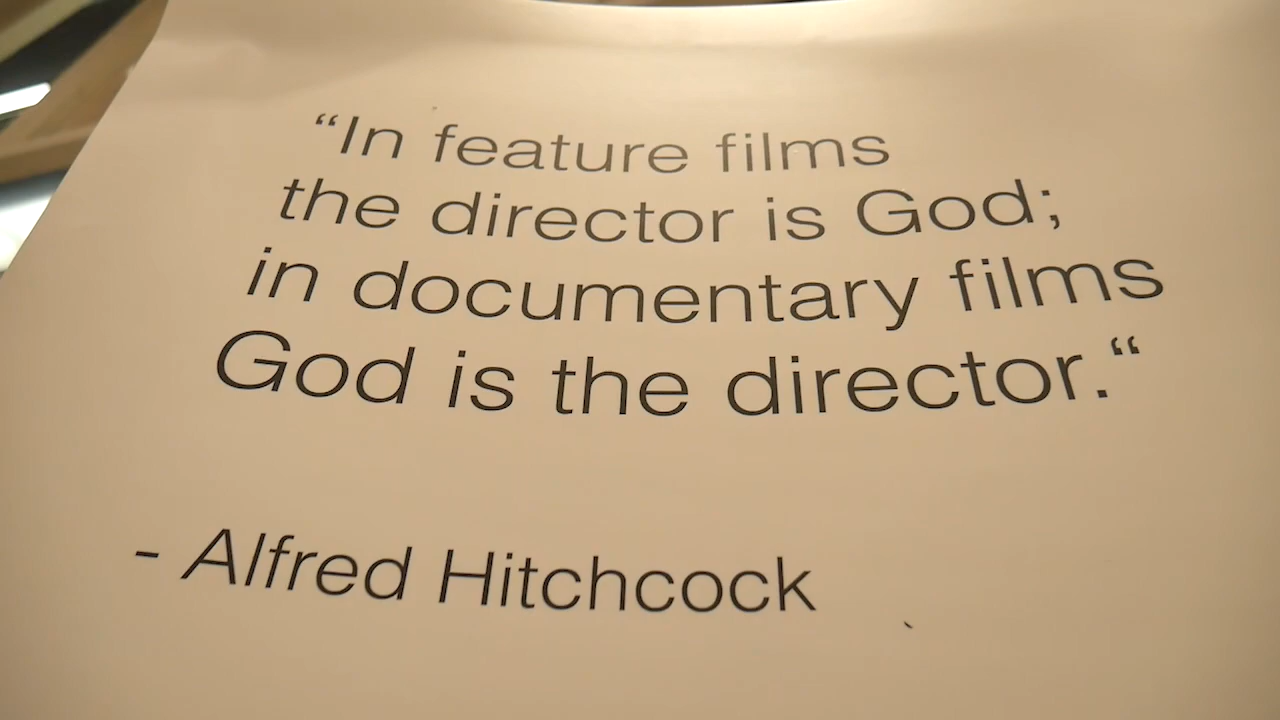 “In feature films
the director is God;
in documentary films
God is the director.“
- Alfred Hitchcock